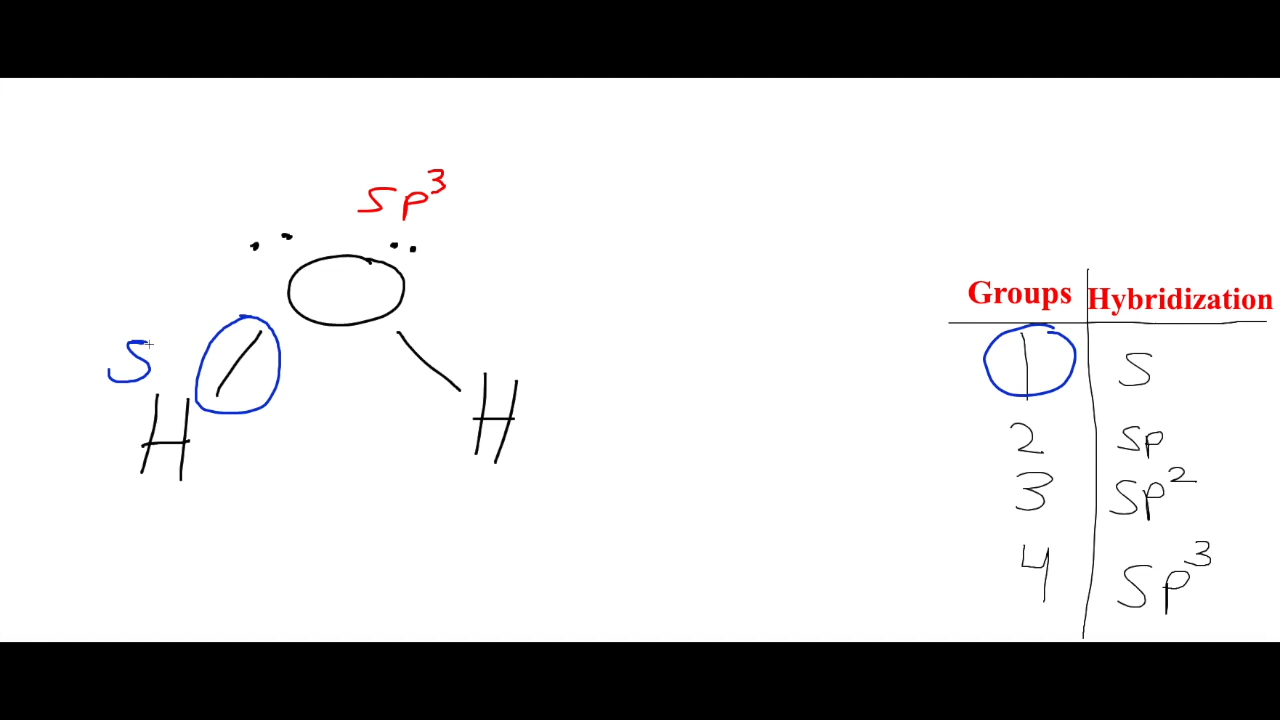 sp³
S
H
O
H
Groups Hybridization
1 S
2 Sp
3 Sp²
4 Sp³